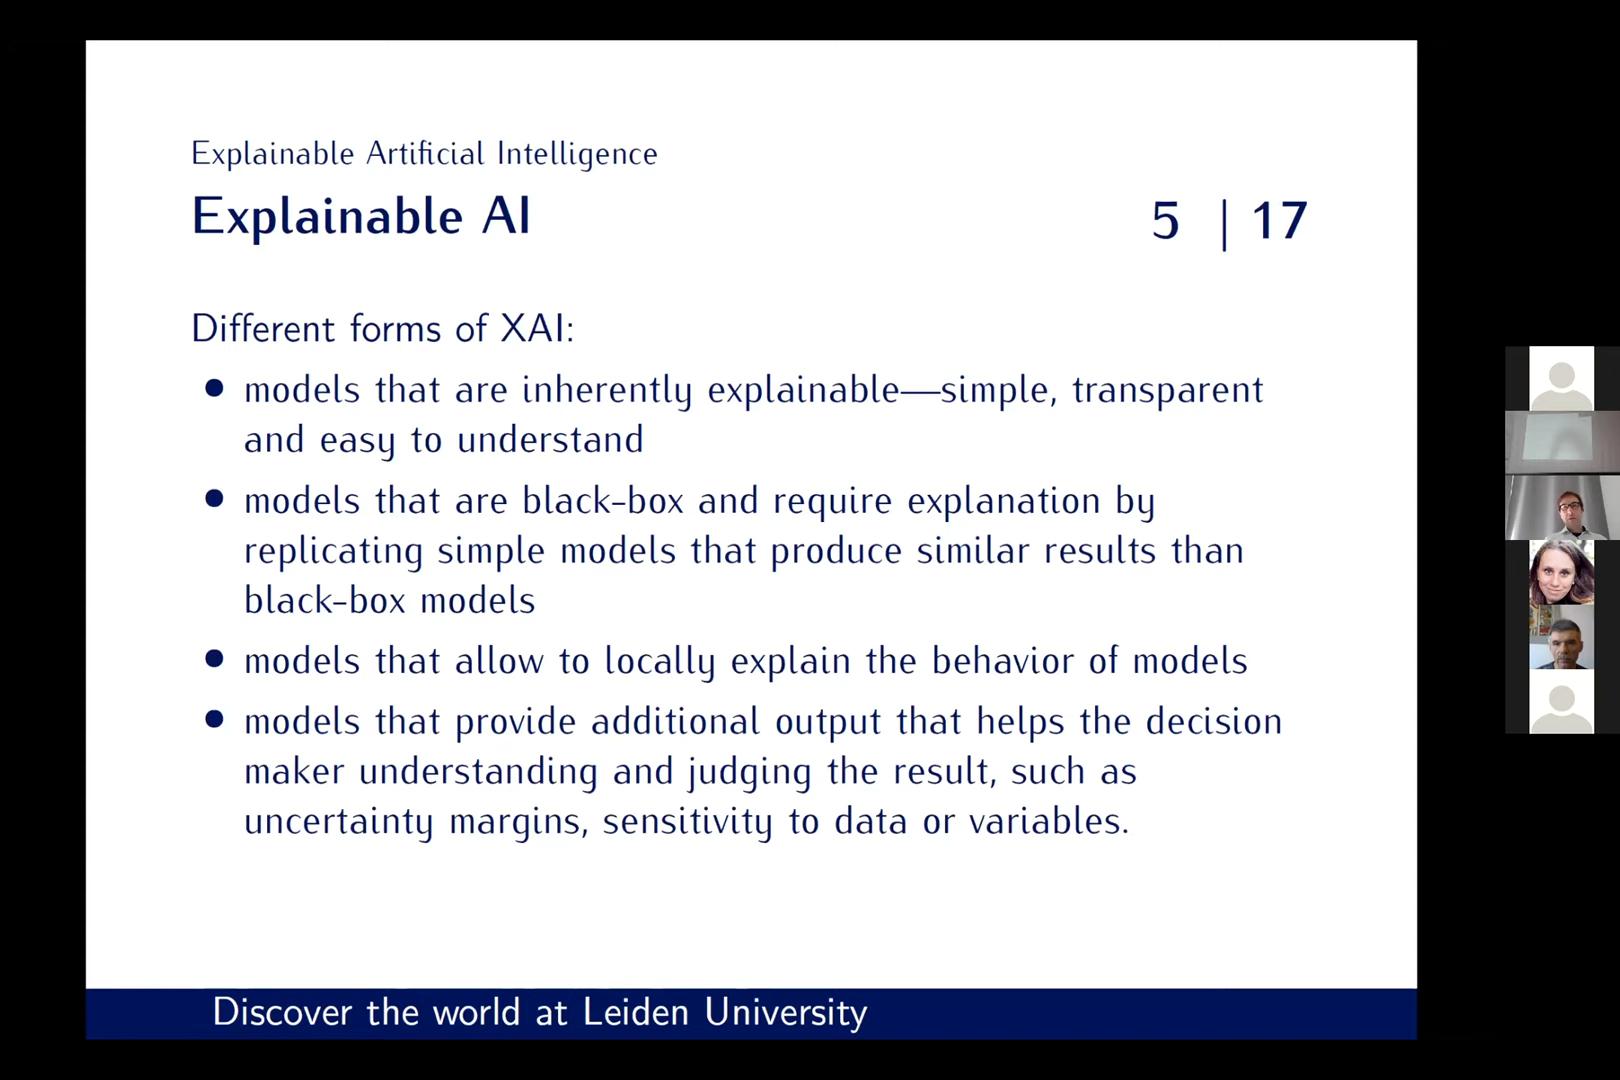 Explainable Artificial Intelligence
Explainable AI
5 | 17
Different forms of XAI:
• models that are inherently explainable—simple, transparent
and easy to understand
• models that are black-box and require explanation by
replicating simple models that produce similar results than
black-box models
• models that allow to locally explain the behavior of models
• models that provide additional output that helps the decision
maker understanding and judging the result, such as
uncertainty margins, sensitivity to data or variables.
Discover the world at Leiden University